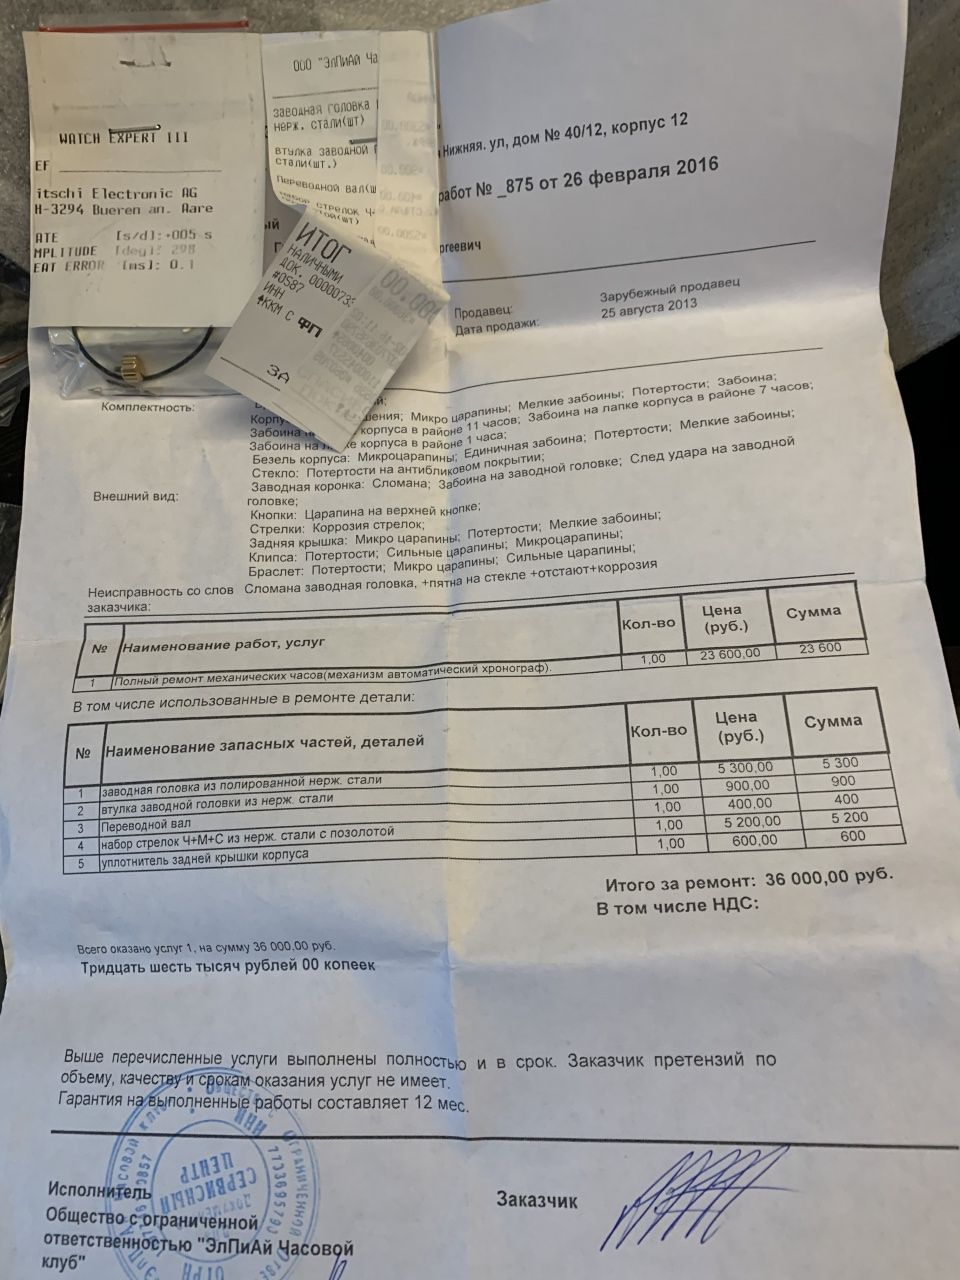 WATCH EXPERT III
EF
itschi Electronic AG
H-3294 Bueren an. Aare
ATE [s/d]:+005 s
MPLITUDE [deg]: 298
EAT ERROR [ms]: 0.1
ООО "ЭлПиАй Ча
заводная головка
нерж. стали(шт)
втулка заводной г
стали(шт.)
Переводной вал(ш
ИТОГ
НАЛИЧНЫМИ
ДОК. 0000073
#0587
ИНН
ККМ С ФП
ЗА
Нижняя. ул, дом № 40/12, корпус 12
работ № _875 от 26 февраля 2016
ый
ргеевич
Продавец: Зарубежный продавец
Дата продажи: 25 августа 2013
Комплектность:
Корпу шения; Микро царапины; Мелкие забоины; Потертости; Забоина;
Забоина н корпуса в районе 11 часов; Забоина на лапке корпуса в районе 7 часов;
Забоина на лапке корпуса в районе 1 часа;
Безель корпуса: Микроцарапины; Единичная забоина; Потертости; Мелкие забоины;
Стекло: Потертости на антибликовом покрытии;
Внешний вид: Заводная коронка: Сломана; Забоина на заводной головке; След удара на заводной
головке;
Кнопки: Царапина на верхней кнопке;
Стрелки: Коррозия стрелок;
Задняя крышка: Микро царапины; Потертости; Мелкие забоины;
Клипса: Потертости; Сильные царапины; Микроцарапины;
Браслет: Потертости; Микро царапины; Сильные царапины;
Неисправность со слов Сломана заводная головка, +пятна на стекле +отстают+коррозия
заказчика:
№ Наименование работ, услуг Кол-во Цена (руб.) Сумма
1 Полный ремонт механических часов(механизм автоматический хронограф). 1,00 23 600,00 23 600
В том числе использованные в ремонте детали:
№ Наименование запасных частей, деталей Кол-во Цена (руб.) Сумма
1 заводная головка из полированной нерж. стали 1,00 5 300,00 5 300
2 втулка заводной головки из нерж. стали 1,00 900,00 900
3 Переводной вал 1,00 400,00 400
4 набор стрелок Ч+М+С из нерж. стали с позолотой 1,00 5 200,00 5 200
5 уплотнитель задней крышки корпуса 1,00 600,00 600
Итого за ремонт: 36 000,00 руб.
В том числе НДС:
Всего оказано услуг 1, на сумму 36 000,00 руб.
Тридцать шесть тысяч рублей 00 копеек
Выше перечисленные услуги выполнены полностью и в срок. Заказчик претензий по
объему, качеству и срокам оказания услуг не имеет.
Гарантия на выполненные работы составляет 12 мес.
Исполнитель Заказчик
Общество с ограниченной
ответственностью "ЭлПиАй Часовой
клуб"
СЕРВИСНЫЙ
ЦЕНТР